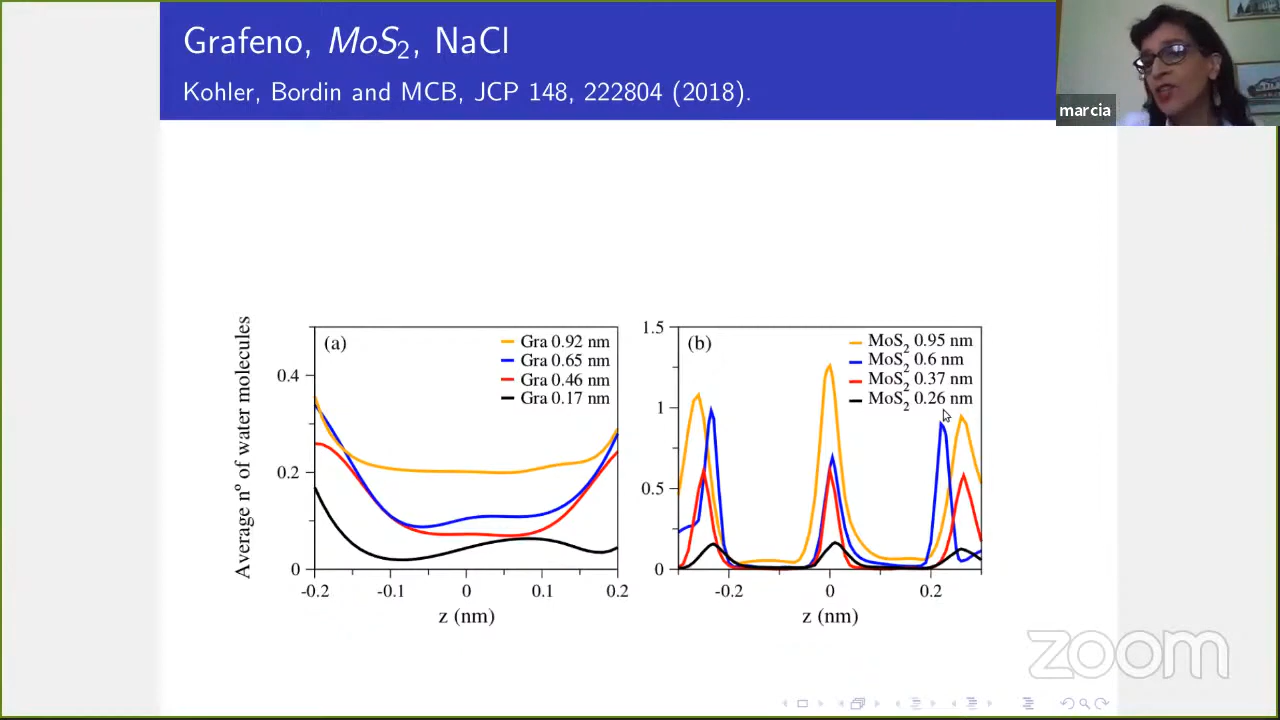 Grafeno, MoS2, NaCl
Kohler, Bordin and MCB, JCP 148, 222804 (2018).
marcia
Average nº of water molecules
(a)
Gra 0.92 nm
Gra 0.65 nm
Gra 0.46 nm
Gra 0.17 nm
0.4
0.2
0
-0.2 -0.1 0 0.1 0.2
z (nm)
(b)
MoS2 0.95 nm
MoS2 0.6 nm
MoS2 0.37 nm
MoS2 0.26 nm
1.5
1
0.5
0
-0.2 0 0.2
z (nm)
zoom